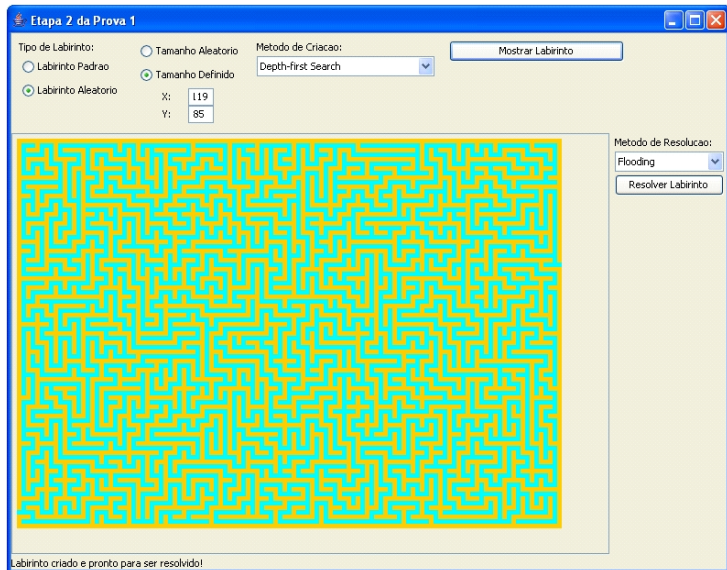 Etapa 2 da Prova 1
Tipo de Labirinto:
Labirinto Padrao
Labirinto Aleatorio
Tamanho Aleatorio
Tamanho Definido
X: 119
Y: 85
Metodo de Criacao:
Depth-first Search
Mostrar Labirinto
Metodo de Resolucao:
Flooding
Resolver Labirinto
Labirinto criado e pronto para ser resolvido!